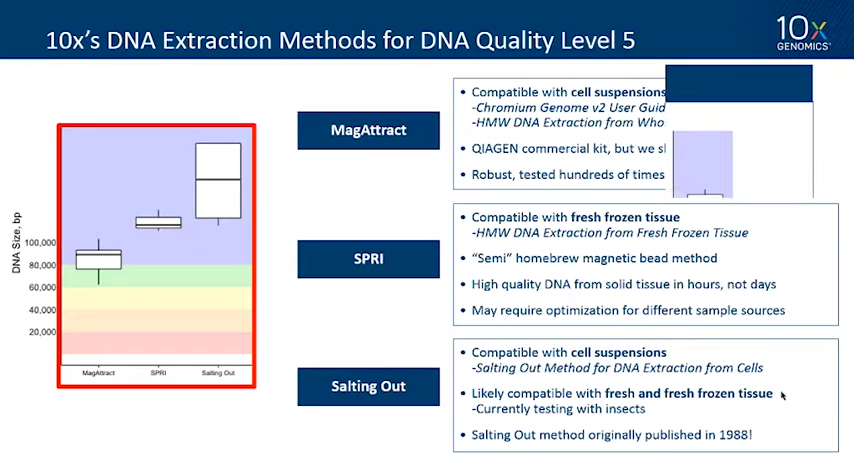 10x's DNA Extraction Methods for DNA Quality Level 5
10x
GENOMICS
DNA Size, bp
100,000
80,000
60,000
40,000
20,000
MagAttract
SPRI
Salting Out
MagAttract
• Compatible with cell suspensions
-Chromium Genome v2 User Guid
-HMW DNA Extraction from Who
• QIAGEN commercial kit, but we sl
• Robust, tested hundreds of times
SPRI
• Compatible with fresh frozen tissue
-HMW DNA Extraction from Fresh Frozen Tissue
• "Semi" homebrew magnetic bead method
• High quality DNA from solid tissue in hours, not days
• May require optimization for different sample sources
Salting Out
• Compatible with cell suspensions
-Salting Out Method for DNA Extraction from Cells
• Likely compatible with fresh and fresh frozen tissue
-Currently testing with insects
• Salting Out method originally published in 1988!